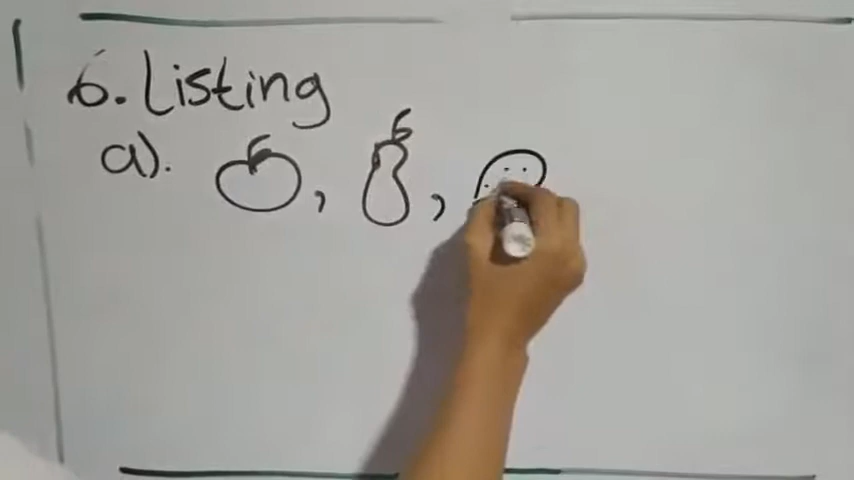 6. Listing
a). , ,